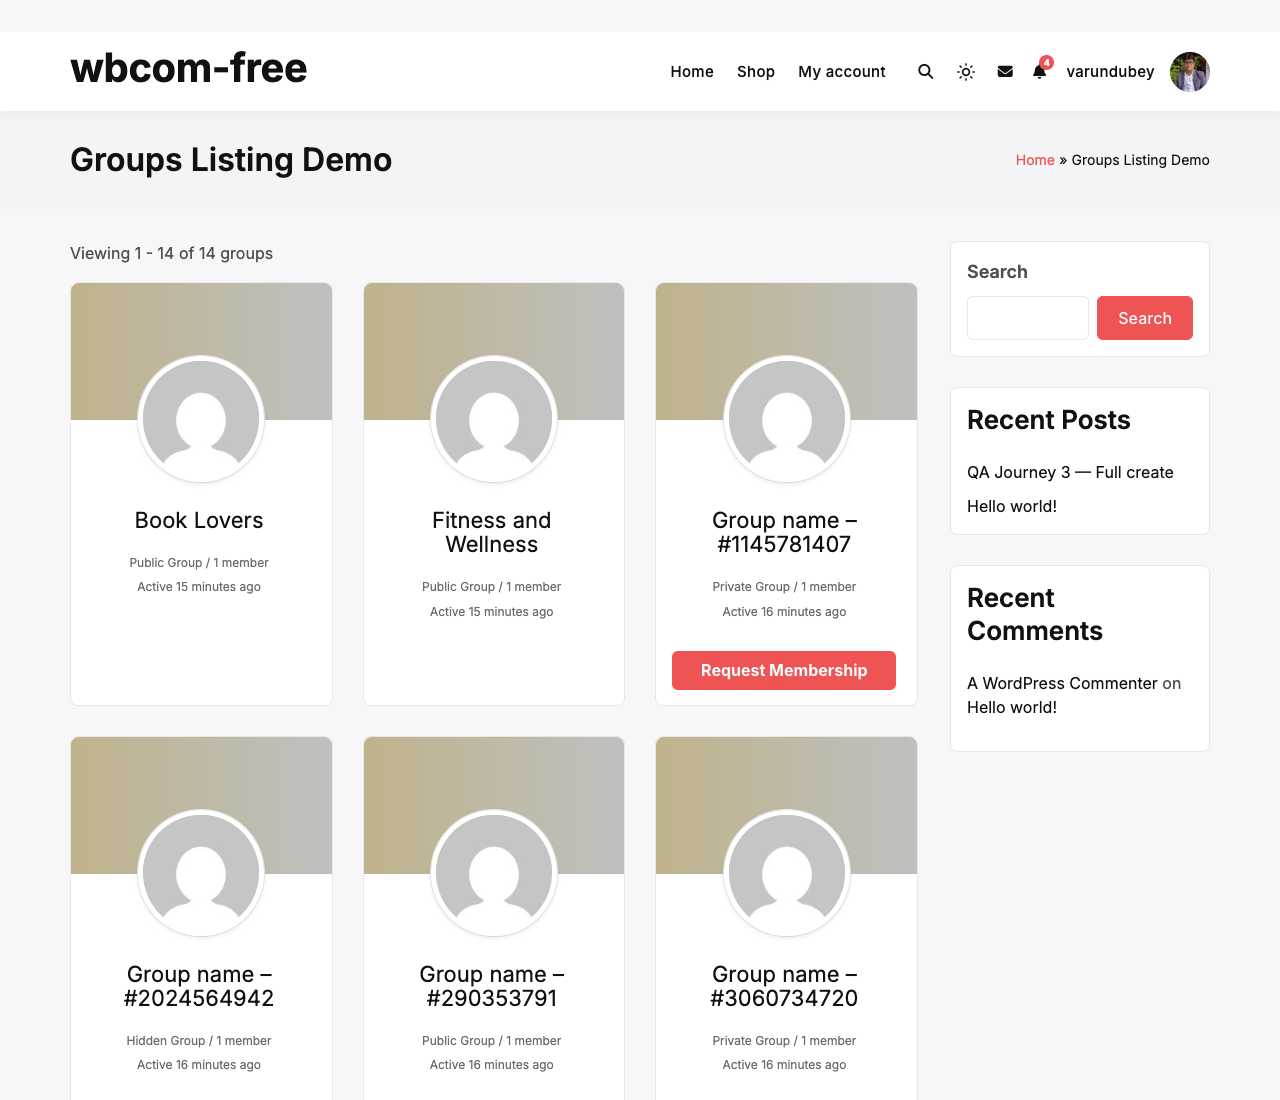 wbcom-free
Home Shop My account 4 varundubey
Groups Listing Demo
Home » Groups Listing Demo
Viewing 1 - 14 of 14 groups
Book Lovers
Public Group / 1 member
Active 15 minutes ago
Fitness and
Wellness
Public Group / 1 member
Active 15 minutes ago
Group name –
#1145781407
Private Group / 1 member
Active 16 minutes ago
Request Membership
Group name –
#2024564942
Hidden Group / 1 member
Active 16 minutes ago
Group name –
#290353791
Public Group / 1 member
Active 16 minutes ago
Group name –
#3060734720
Private Group / 1 member
Active 16 minutes ago
Search
Search
Recent Posts
QA Journey 3 — Full create
Hello world!
Recent
Comments
A WordPress Commenter on
Hello world!